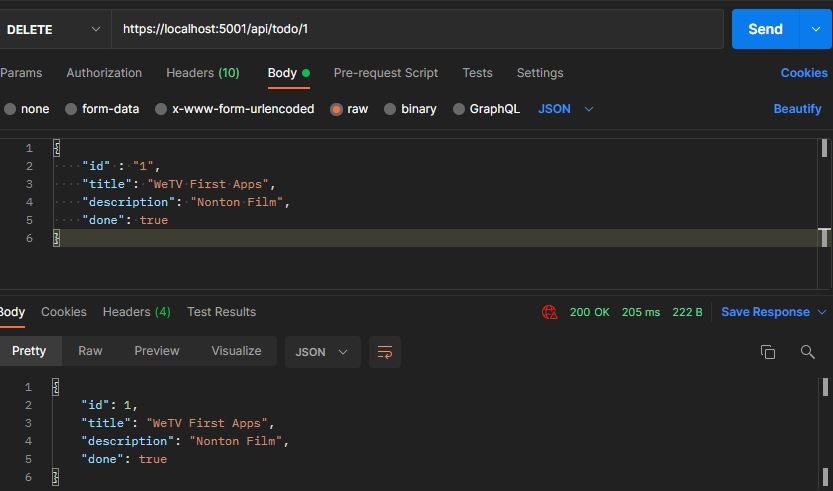 DELETE https://localhost:5001/api/todo/1 Send
Params Authorization Headers (10) Body Pre-request Script Tests Settings Cookies
none form-data x-www-form-urlencoded raw binary GraphQL JSON Beautify
1 {
2 "id" : "1",
3 "title": "WeTV First Apps",
4 "description": "Nonton Film",
5 "done": true
6 }
Body Cookies Headers (4) Test Results 200 OK 205 ms 222 B Save Response
Pretty Raw Preview Visualize JSON
1 {
2 "id": 1,
3 "title": "WeTV First Apps",
4 "description": "Nonton Film",
5 "done": true
6 }